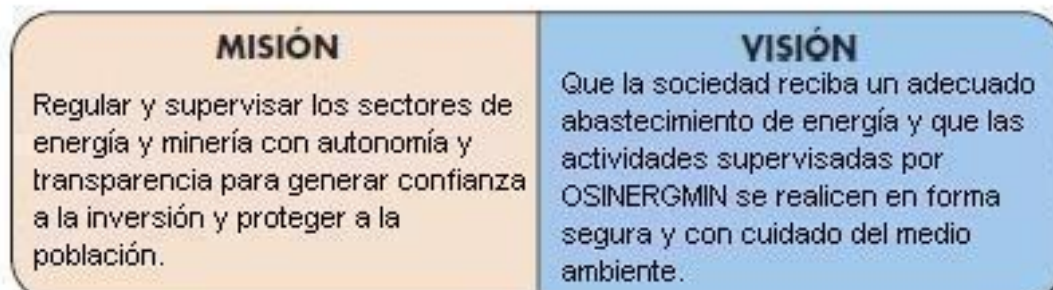 MISIÓN
Regular y supervisar los sectores de
energía y minería con autonomía y
transparencia para generar confianza
a la inversión y proteger a la
población.
VISIÓN
Que la sociedad reciba un adecuado
abastecimiento de energía y que las
actividades supervisadas por
OSINERGMIN se realicen en forma
segura y con cuidado del medio
ambiente.